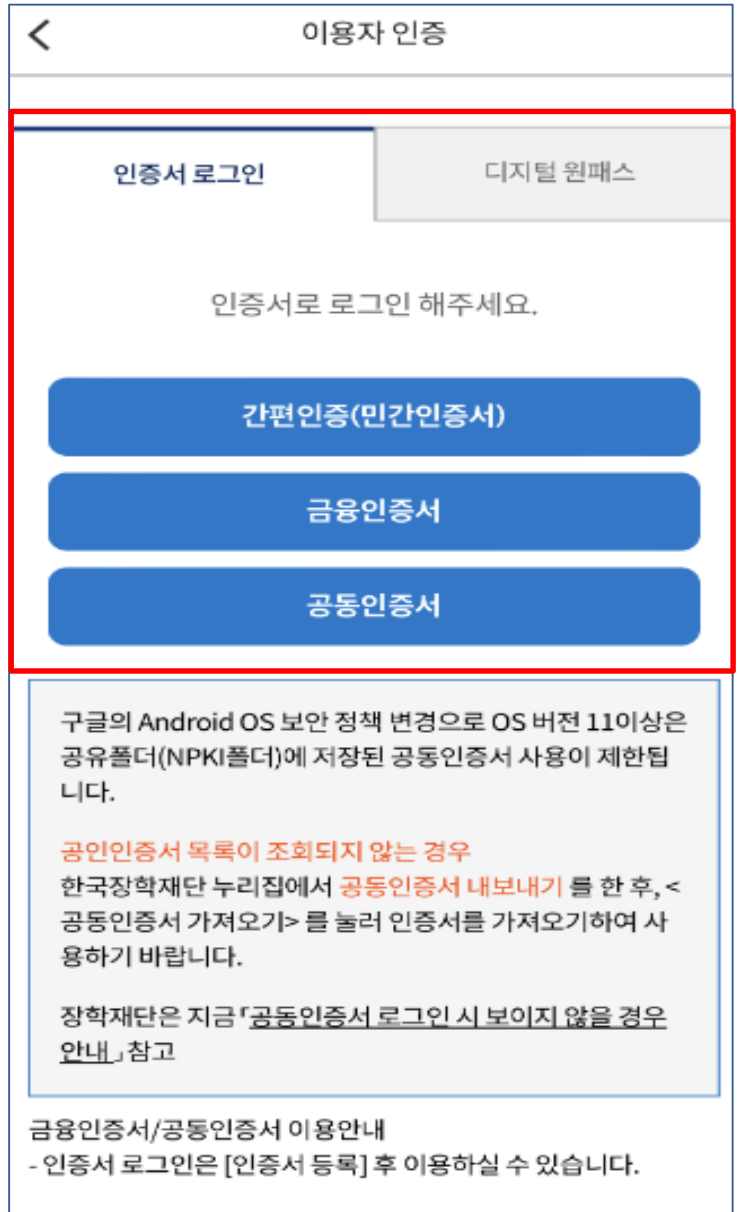 이용자 인증
인증서 로그인
디지털 원패스
인증서로 로그인 해주세요.
간편인증(민간인증서)
금융인증서
공동인증서
구글의 Android OS 보안 정책 변경으로 OS 버전 11이상은
공유폴더(NPKI폴더)에 저장된 공동인증서 사용이 제한됩
니다.
공인인증서 목록이 조회되지 않는 경우
한국장학재단 누리집에서 공동인증서 내보내기 를 한 후, <
공동인증서 가져오기> 를 눌러 인증서를 가져오기하여 사
용하기 바랍니다.
장학재단은 지금「공동인증서 로그인 시 보이지 않을 경우
안내」참고
금융인증서/공동인증서 이용안내
- 인증서 로그인은 [인증서 등록] 후 이용하실 수 있습니다.